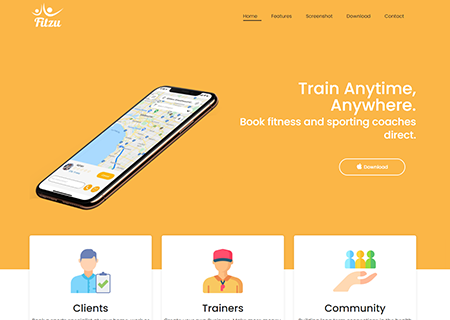 Fitzu
Home Features Screenshot Download Contact
Train Anytime,
Anywhere.
Book fitness and sporting coaches
direct.
Download
Clients Trainers Community